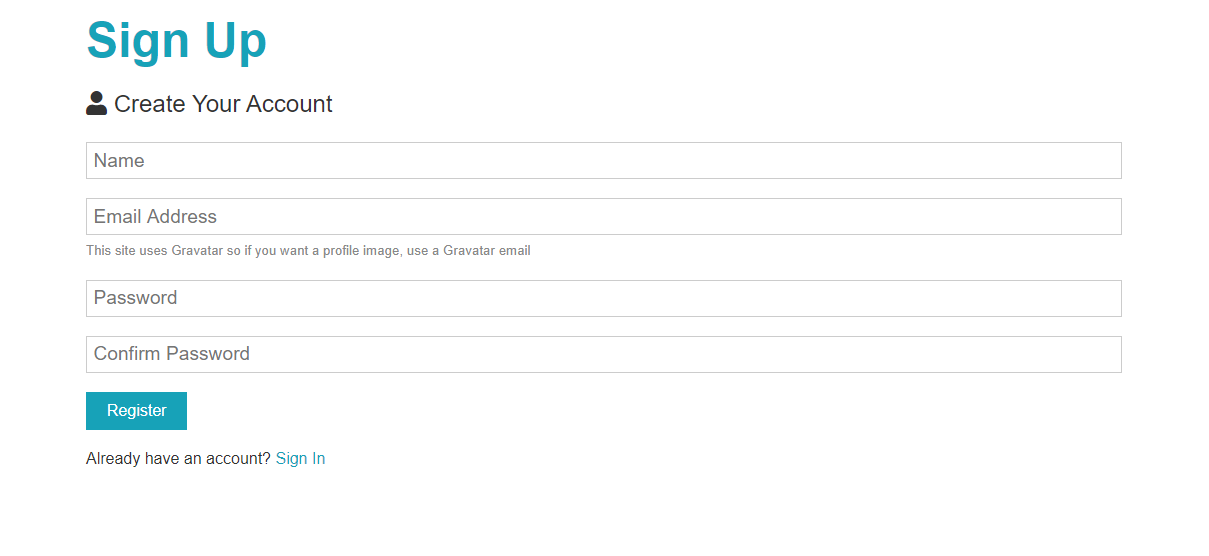 Sign Up
Create Your Account
Name
Email Address
This site uses Gravatar so if you want a profile image, use a Gravatar email
Password
Confirm Password
Register
Already have an account? Sign In